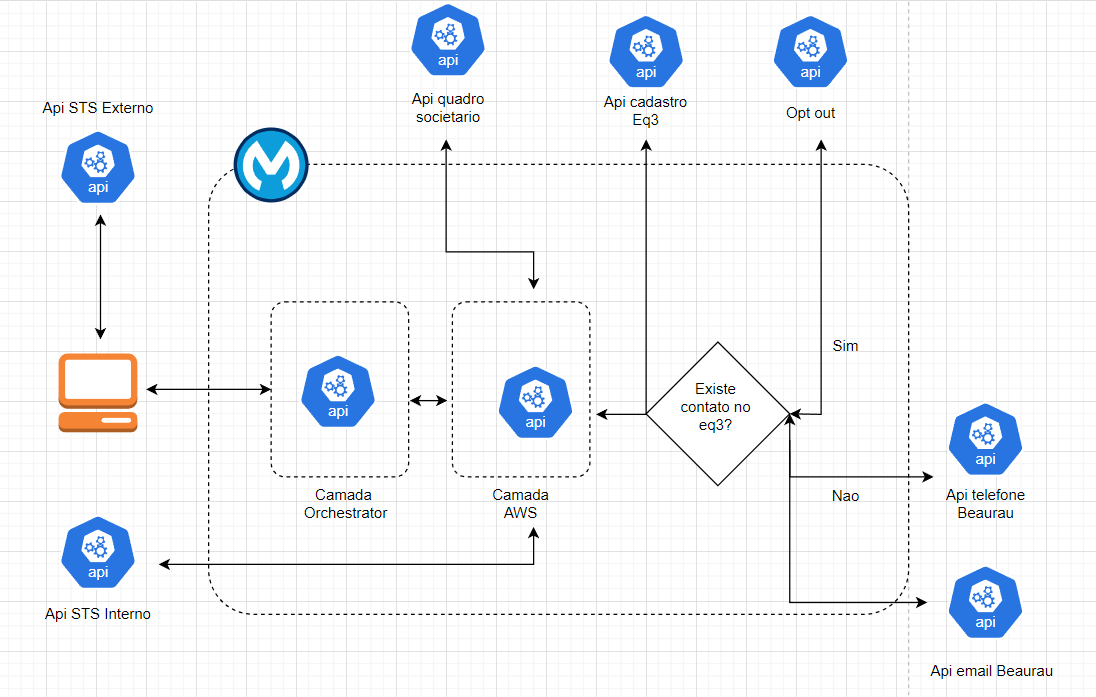 api
Api quadro
societario
api
Api cadastro
Eq3
api
Opt out
Api STS Externo
api
api
Camada
Orchestrator
api
Camada
AWS
Existe
contato no
eq3?
Sim
Nao
api
Api telefone
Beaurau
api
Api STS Interno
api
Api email Beaurau